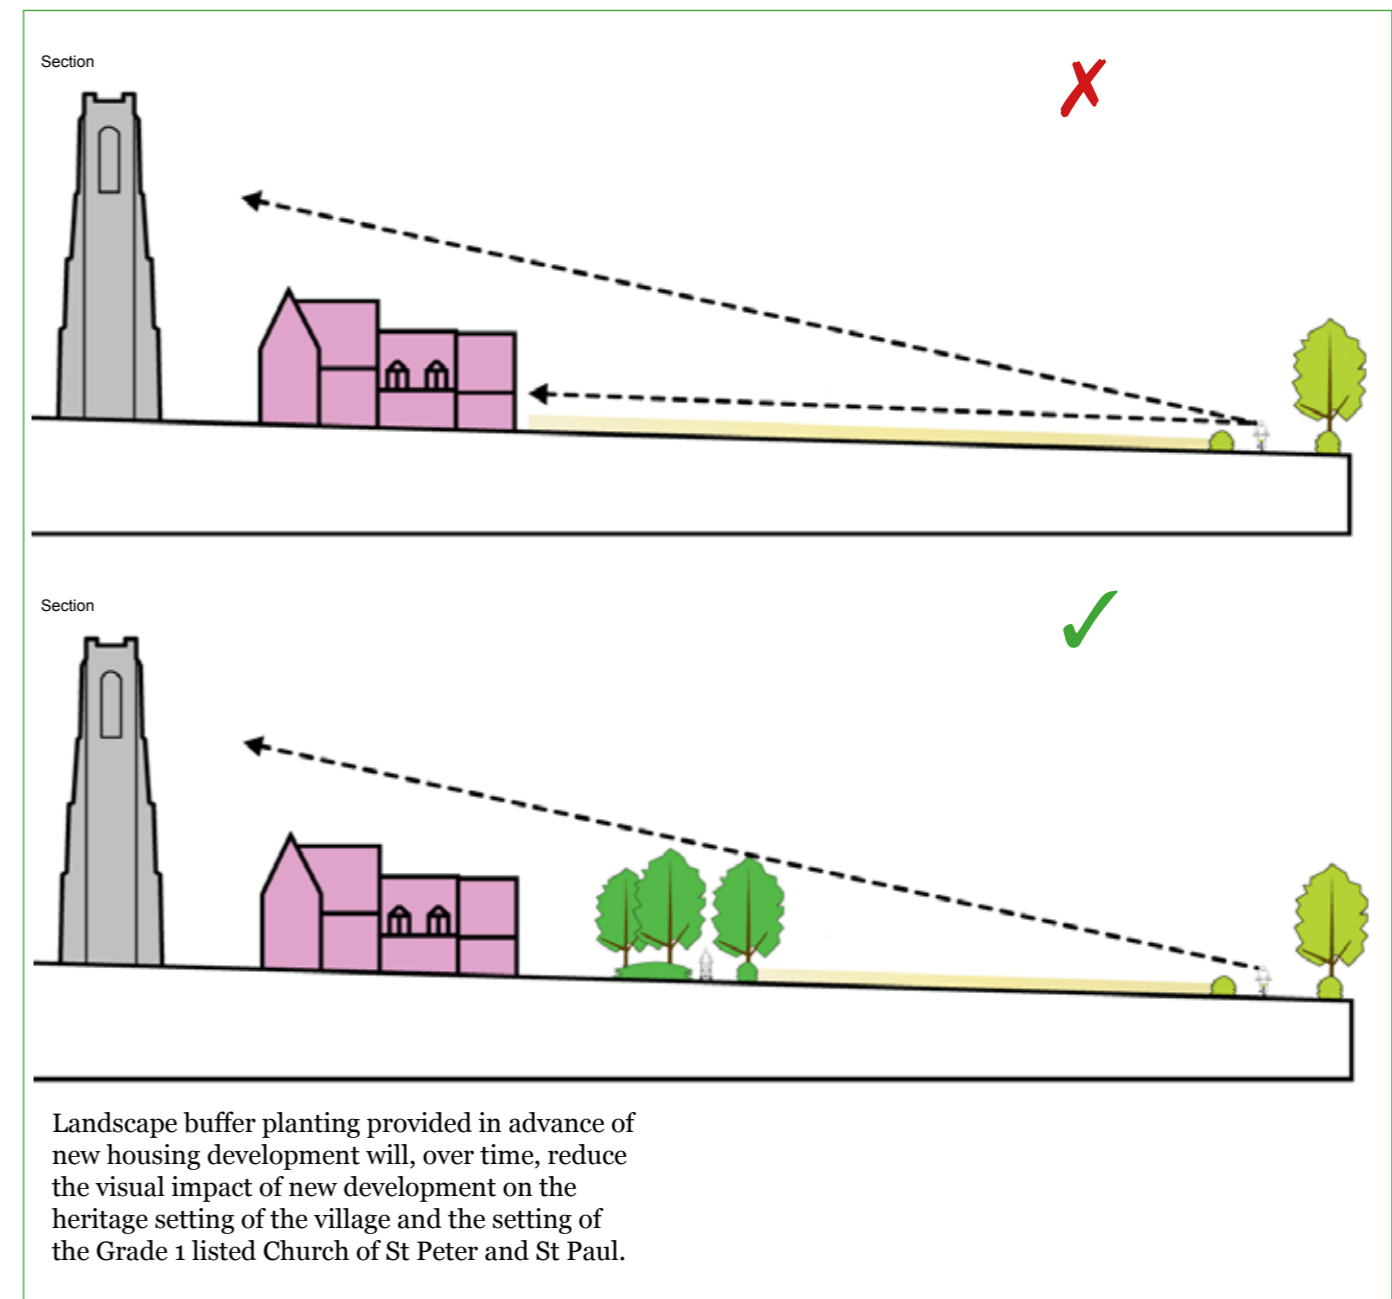 Section
Section
Landscape buffer planting provided in advance of
new housing development will, over time, reduce
the visual impact of new development on the
heritage setting of the village and the setting of
the Grade 1 listed Church of St Peter and St Paul.